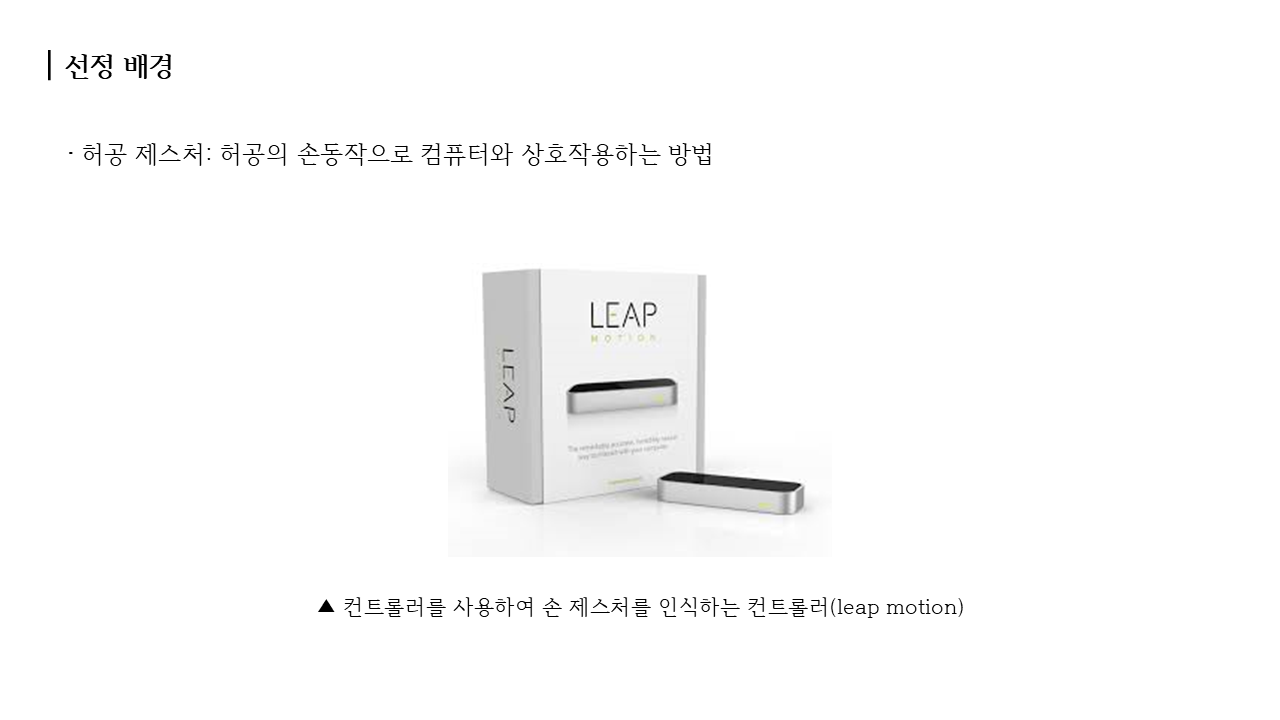 선정 배경
· 허공 제스처: 허공의 손동작으로 컴퓨터와 상호작용하는 방법
LEAP
MOTION
LEAP
▲ 컨트롤러를 사용하여 손 제스처를 인식하는 컨트롤러(leap motion)